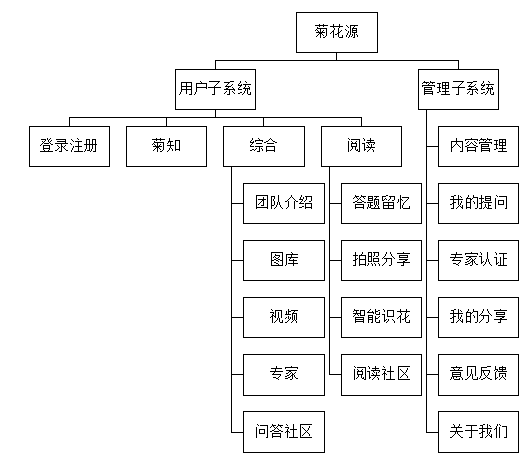 菊花源
用户子系统
管理子系统
登录注册
菊知
综合
阅读
内容管理
团队介绍
答题留忆
我的提问
图库
拍照分享
专家认证
视频
智能识花
我的分享
专家
阅读社区
意见反馈
问答社区
关于我们